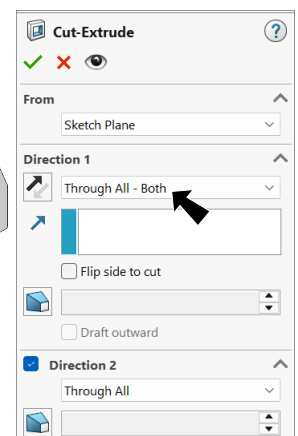 Cut-Extrude
From
Sketch Plane
Direction 1
Through All - Both
Flip side to cut
Draft outward
Direction 2
Through All